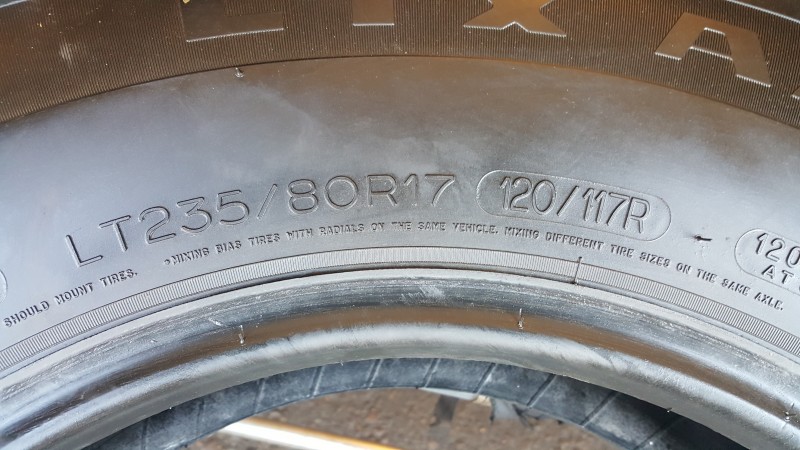 LT235/80R17 120/117R
120
AT
SHOULD MOUNT TIRES. •MIXING BIAS TIRES WITH RADIALS ON THE SAME VEHICLE. MIXING DIFFERENT TIRE SIZES ON THE SAME AXLE.